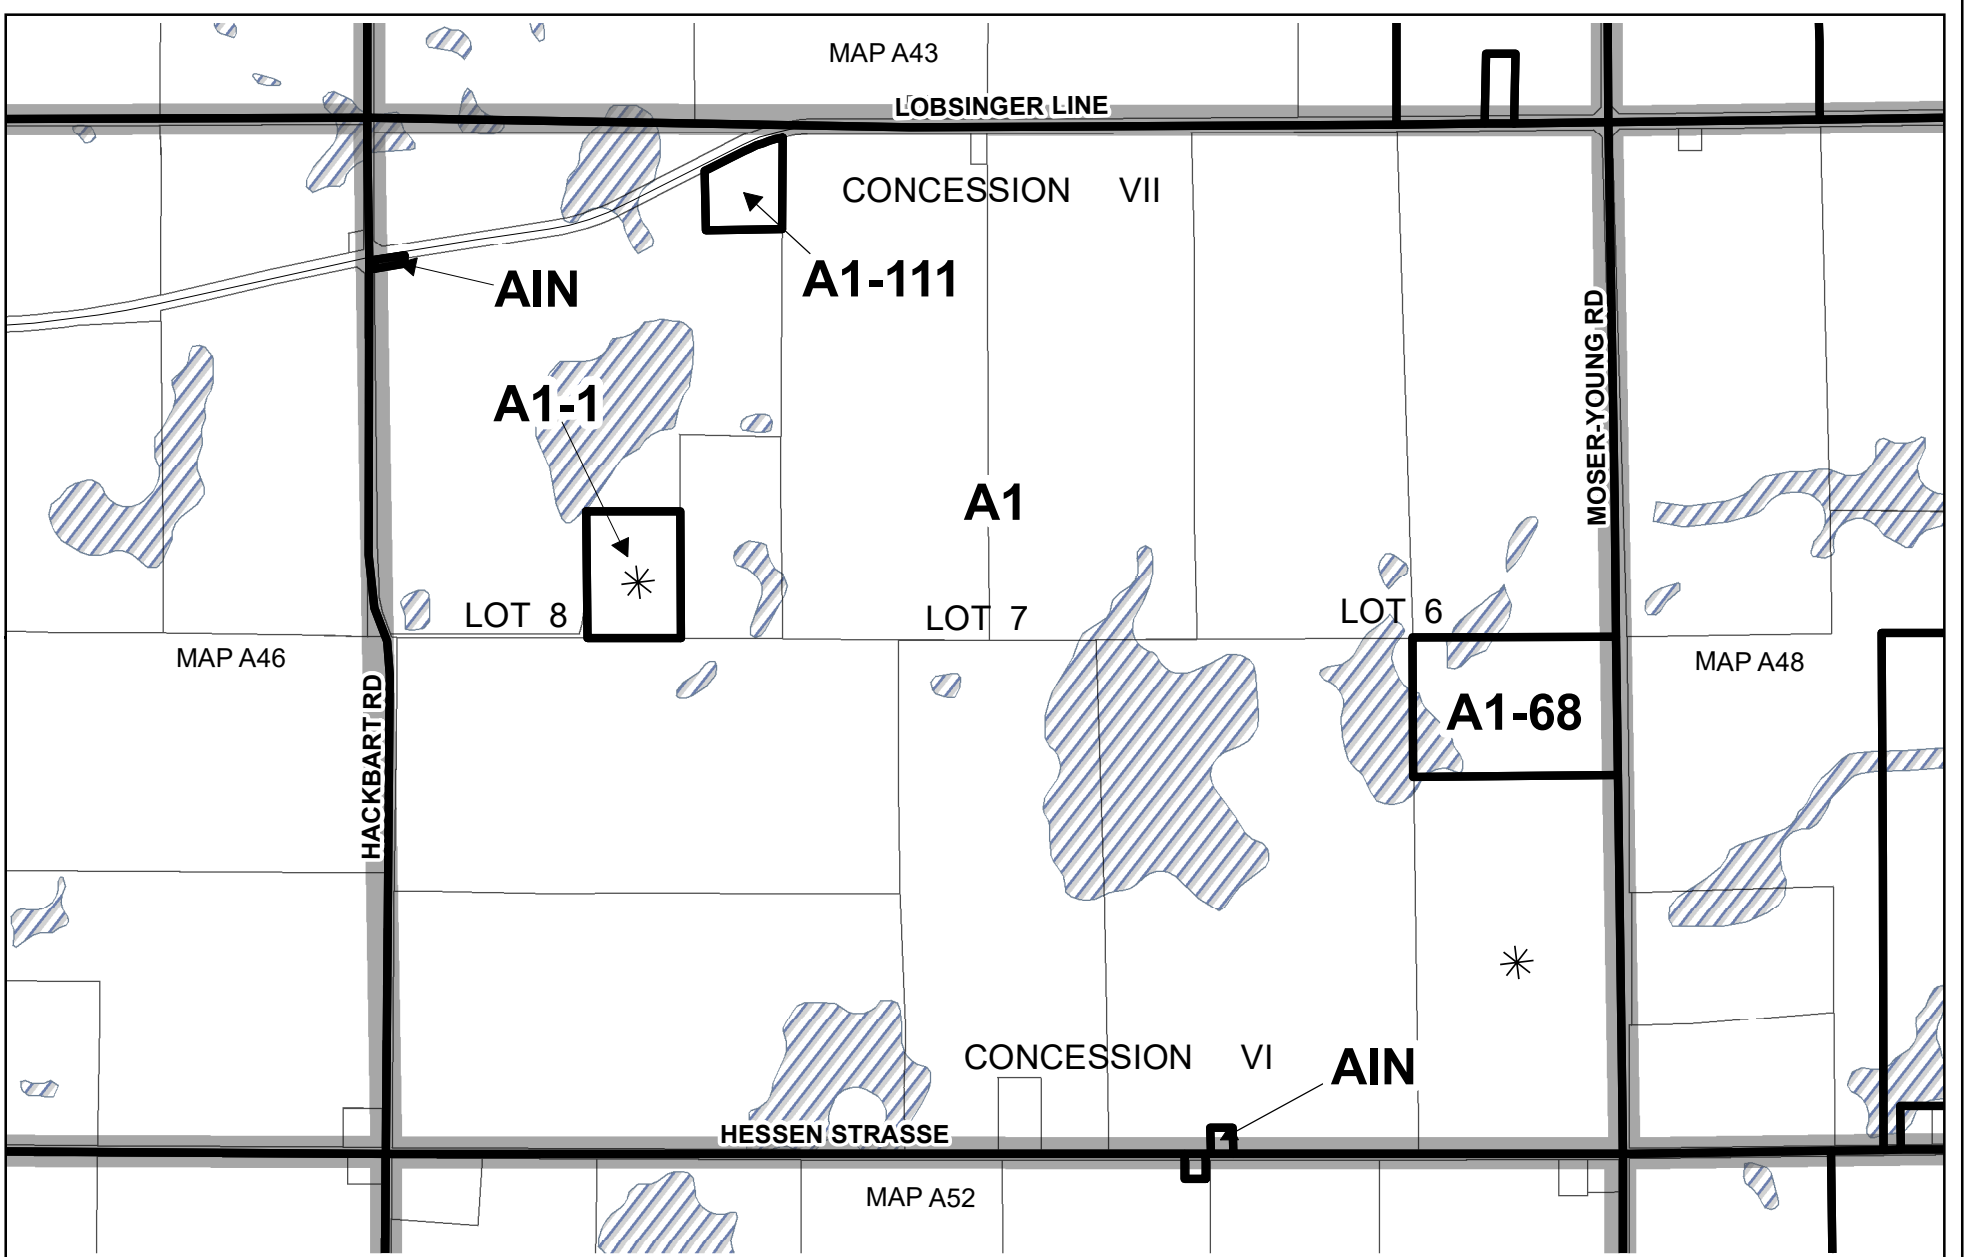 MAP A43
LOBSINGER LINE
CONCESSION VII
A1-111
AIN
MOSER-YOUNG RD
A1-1
A1
LOT 8
LOT 7
LOT 6
MAP A46
MAP A48
HACKBART RD
A1-68
CONCESSION VI
AIN
HESSEN STRASSE
MAP A52